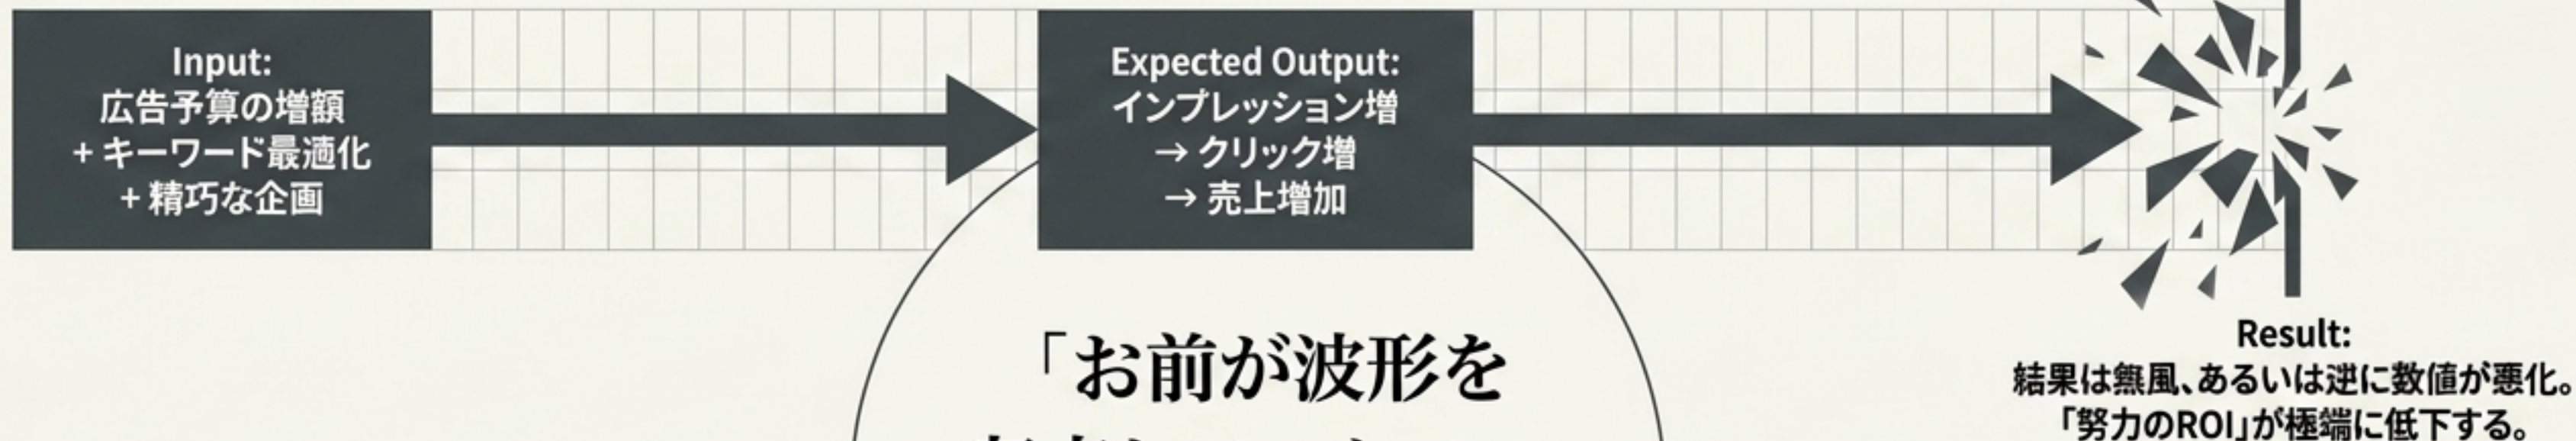 Input:
広告予算の増額
+ キーワード最適化
+ 精巧な企画
Expected Output:
インプレッション増
→ クリック増
→ 売上増加
「お前が波形を
Result:
結果は無風、あるいは逆に数値が悪化。
「努力のROI」が極端に低下する。